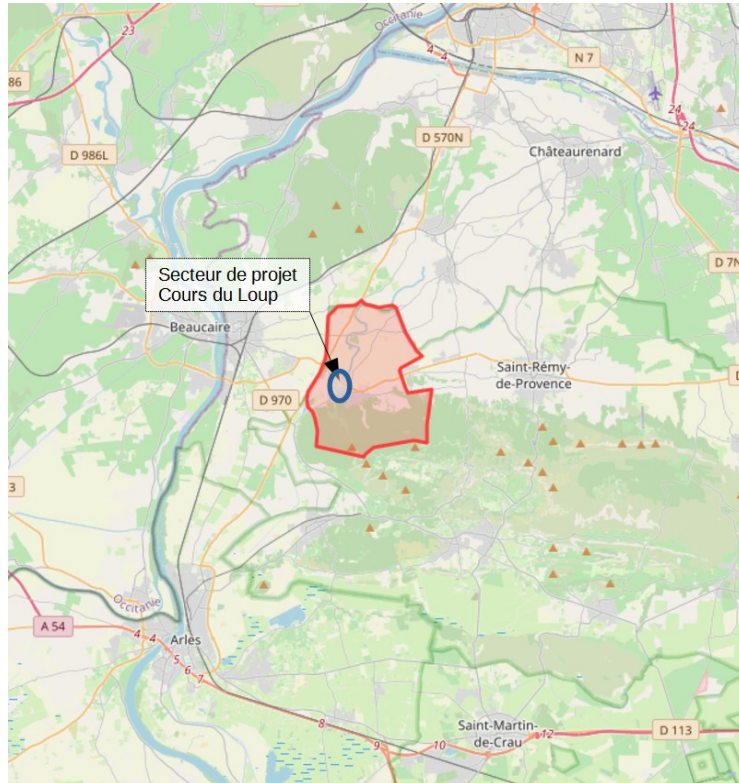 Occitanie
23
4
4
N 7
86
D 986L
D 570N
24
24
Châteaurenard
D 7N
Secteur de projet
Cours du Loup
Beaucaire
Saint-Rémy-
de-Provence
D
D 970
3
Occitanie
A 54
4
4
Arles
5
6
7
8
9
10
12
Saint-Martin-
de-Crau
D 113